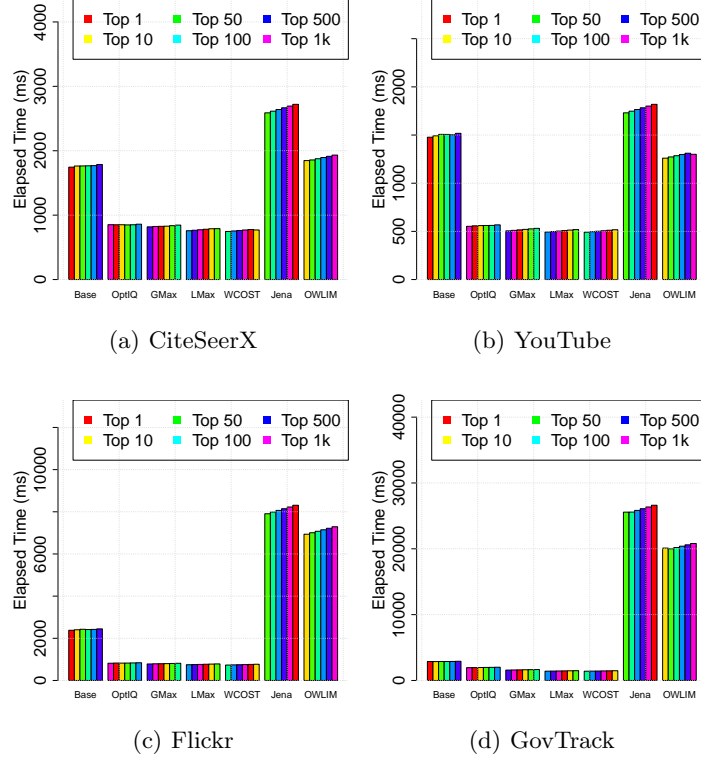 Top 1 Top 50 Top 500
Top 10 Top 100 Top 1k
Elapsed Time (ms)
0 1000 2000 3000 4000
Base OptIQ GMax LMax WCOST Jena OWLIM
(a) CiteSeerX
Top 1 Top 50 Top 500
Top 10 Top 100 Top 1k
Elapsed Time (ms)
0 500 1000 2000
Base OptIQ GMax LMax WCOST Jena OWLIM
(b) YouTube
Top 1 Top 50 Top 500
Top 10 Top 100 Top 1k
Elapsed Time (ms)
0 2000 6000 10000
Base OptIQ GMax LMax WCOST Jena OWLIM
(c) Flickr
Top 1 Top 50 Top 500
Top 10 Top 100 Top 1k
Elapsed Time (ms)
0 10000 20000 30000 40000
Base OptIQ GMax LMax WCOST Jena OWLIM
(d) GovTrack